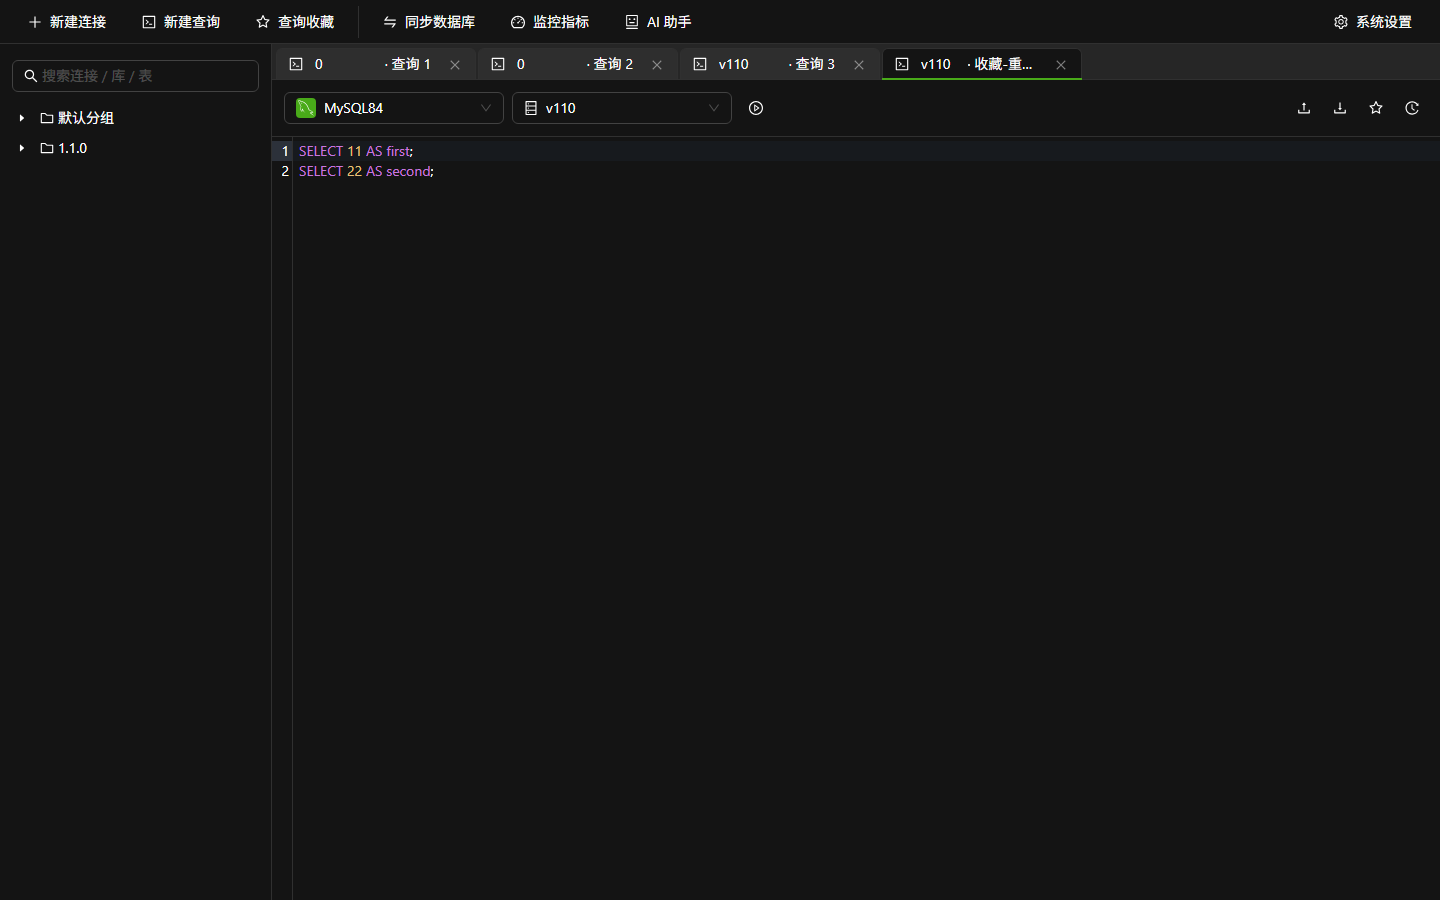 新建连接 新建查询 查询收藏 同步数据库 监控指标 AI 助手 系统设置
搜索连接 / 库 / 表
默认分组
1.1.0
0 · 查询 1 0 · 查询 2 v110 · 查询 3 v110 · 收藏-重...
MySQL84 v110
1 SELECT 11 AS first;
2 SELECT 22 AS second;